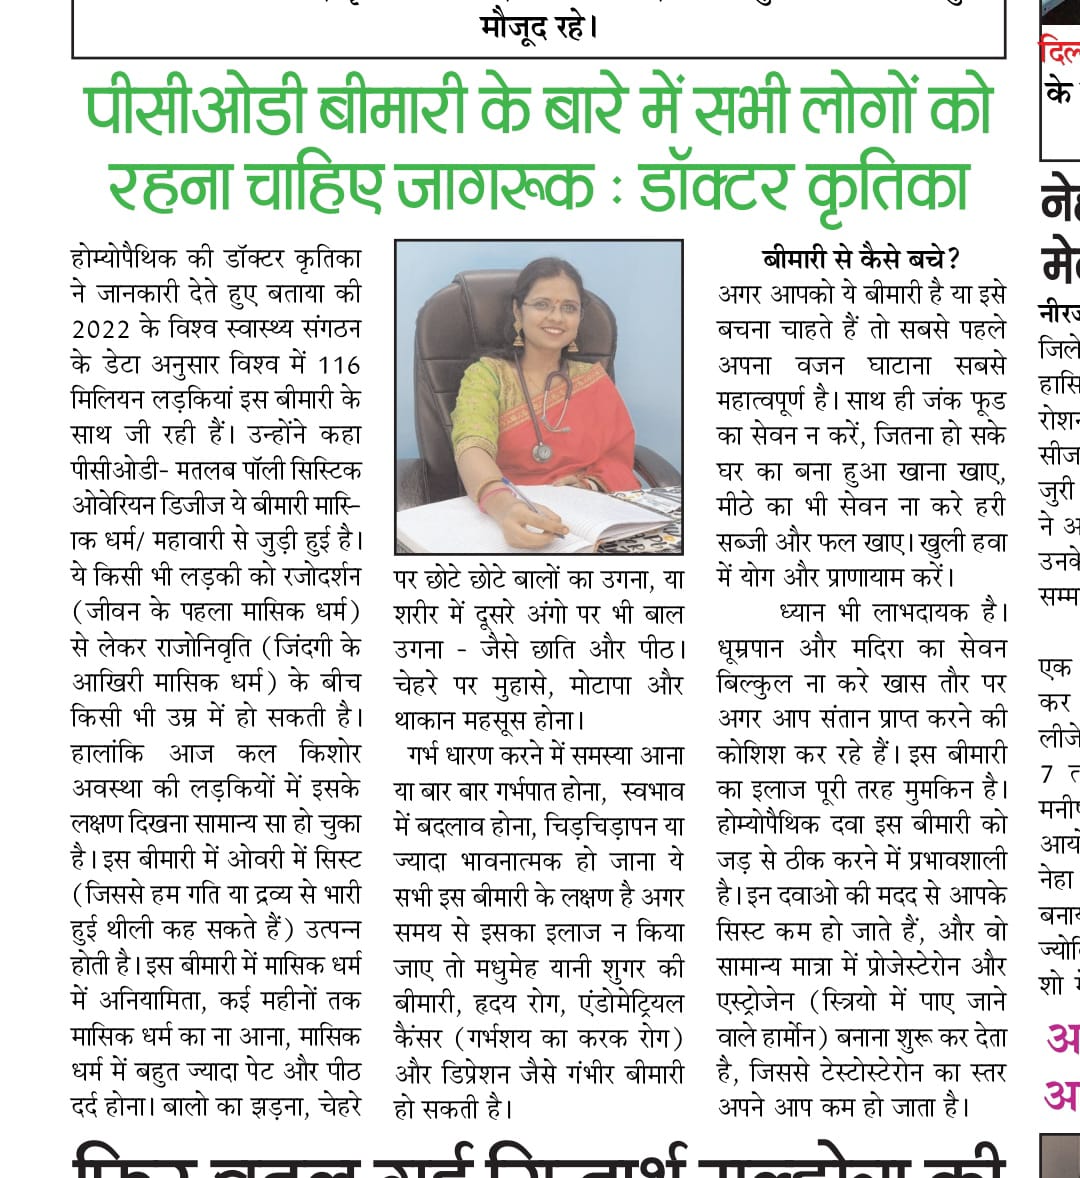 मौजूद रहे।
पीसीओडी बीमारी के बारे में सभी लोगों को
रहना चाहिए जागरूक : डॉक्टर कृतिका
होम्योपैथिक की डॉक्टर कृतिका
ने जानकारी देते हुए बताया की
2022 के विश्व स्वास्थ्य संगठन
के डेटा अनुसार विश्व में 116
मिलियन लड़कियां इस बीमारी के
साथ जी रही हैं। उन्होंने कहा
पीसीओडी- मतलब पॉली सिस्टिक
ओवेरियन डिजीज ये बीमारी मासि-
ाक धर्म/ महावारी से जुड़ी हुई है।
ये किसी भी लड़की को रजोदर्शन
(जीवन के पहला मासिक धर्म)
से लेकर राजोनिवृति (जिंदगी के
आखिरी मासिक धर्म) के बीच
किसी भी उम्र में हो सकती है।
हालांकि आज कल किशोर
अवस्था की लड़कियों में इसके
लक्षण दिखना सामान्य सा हो चुका
है। इस बीमारी में ओवरी में सिस्ट
(जिससे हम गति या द्रव्य से भारी
हुई थीली कह सकते हैं) उत्पन्न
होती है। इस बीमारी में मासिक धर्म
में अनियामिता, कई महीनों तक
मासिक धर्म का ना आना, मासिक
धर्म में बहुत ज्यादा पेट और पीठ
दर्द होना। बालो का झड़ना, चेहरे
पर छोटे छोटे बालों का उगना, या
शरीर में दूसरे अंगो पर भी बाल
उगना - जैसे छाति और पीठ।
चेहरे पर मुहासे, मोटापा और
थाकान महसूस होना।
गर्भ धारण करने में समस्या आना
या बार बार गर्भपात होना, स्वभाव
में बदलाव होना, चिड़चिड़ापन या
ज्यादा भावनात्मक हो जाना ये
सभी इस बीमारी के लक्षण है अगर
समय से इसका इलाज न किया
जाए तो मधुमेह यानी शुगर की
बीमारी, हृदय रोग, एंडोमेट्रियल
कैंसर (गर्भशय का करक रोग)
और डिप्रेशन जैसे गंभीर बीमारी
हो सकती है।
बीमारी से कैसे बचे?
अगर आपको ये बीमारी है या इसे
बचना चाहते हैं तो सबसे पहले
अपना वजन घाटाना सबसे
महात्वपूर्ण है। साथ ही जंक फूड
का सेवन न करें, जितना हो सके
घर का बना हुआ खाना खाए,
मीठे का भी सेवन ना करे हरी
सब्जी और फल खाए। खुली हवा
में योग और प्राणायाम करें।
ध्यान भी लाभदायक है।
धूम्रपान और मदिरा का सेवन
बिल्कुल ना करे खास तौर पर
अगर आप संतान प्राप्त करने की
कोशिश कर रहे हैं। इस बीमारी
का इलाज पूरी तरह मुमकिन है।
होम्योपैथिक दवा इस बीमारी को
जड़ से ठीक करने में प्रभावशाली
है। इन दवाओ की मदद से आपके
सिस्ट कम हो जाते हैं, और वो
सामान्य मात्रा में प्रोजेस्टेरोन और
एस्ट्रोजेन (स्त्रियो में पाए जाने
वाले हार्मोन) बनाना शुरू कर देता
है, जिससे टेस्टोस्टेरोन का स्तर
अपने आप कम हो जाता है।
के
नीरज
जिले
हासि
रोशन
जुरी
ने
उनके
सम्म
एक
कर
लीजे
7
मनी
आयो
नेहा
शो